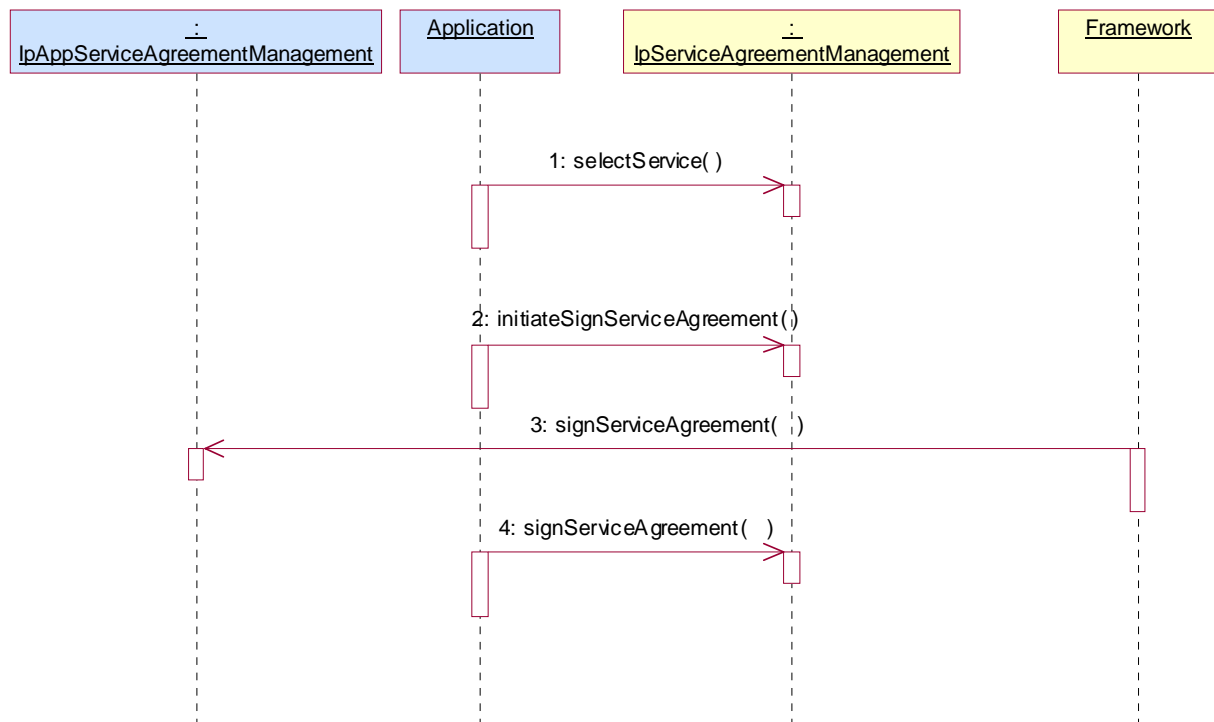 :
IpAppServiceAgreementManagement
Application
:
IpServiceAgreementManagement
Framework
1: selectService( )
2: initiateSignServiceAgreement( )
3: signServiceAgreement( )
4: signServiceAgreement( )